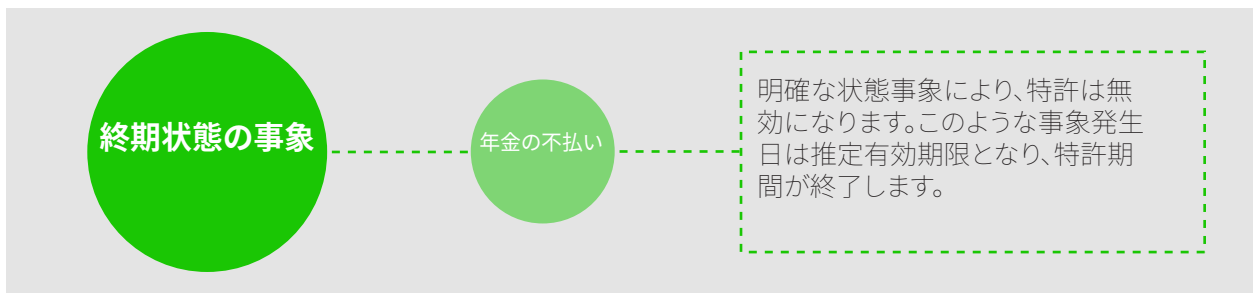 終期状態の事象
年金の不払い
明確な状態事象により、特許は無
効になります。このような事象発生
日は推定有効期限となり、特許期
間が終了します。